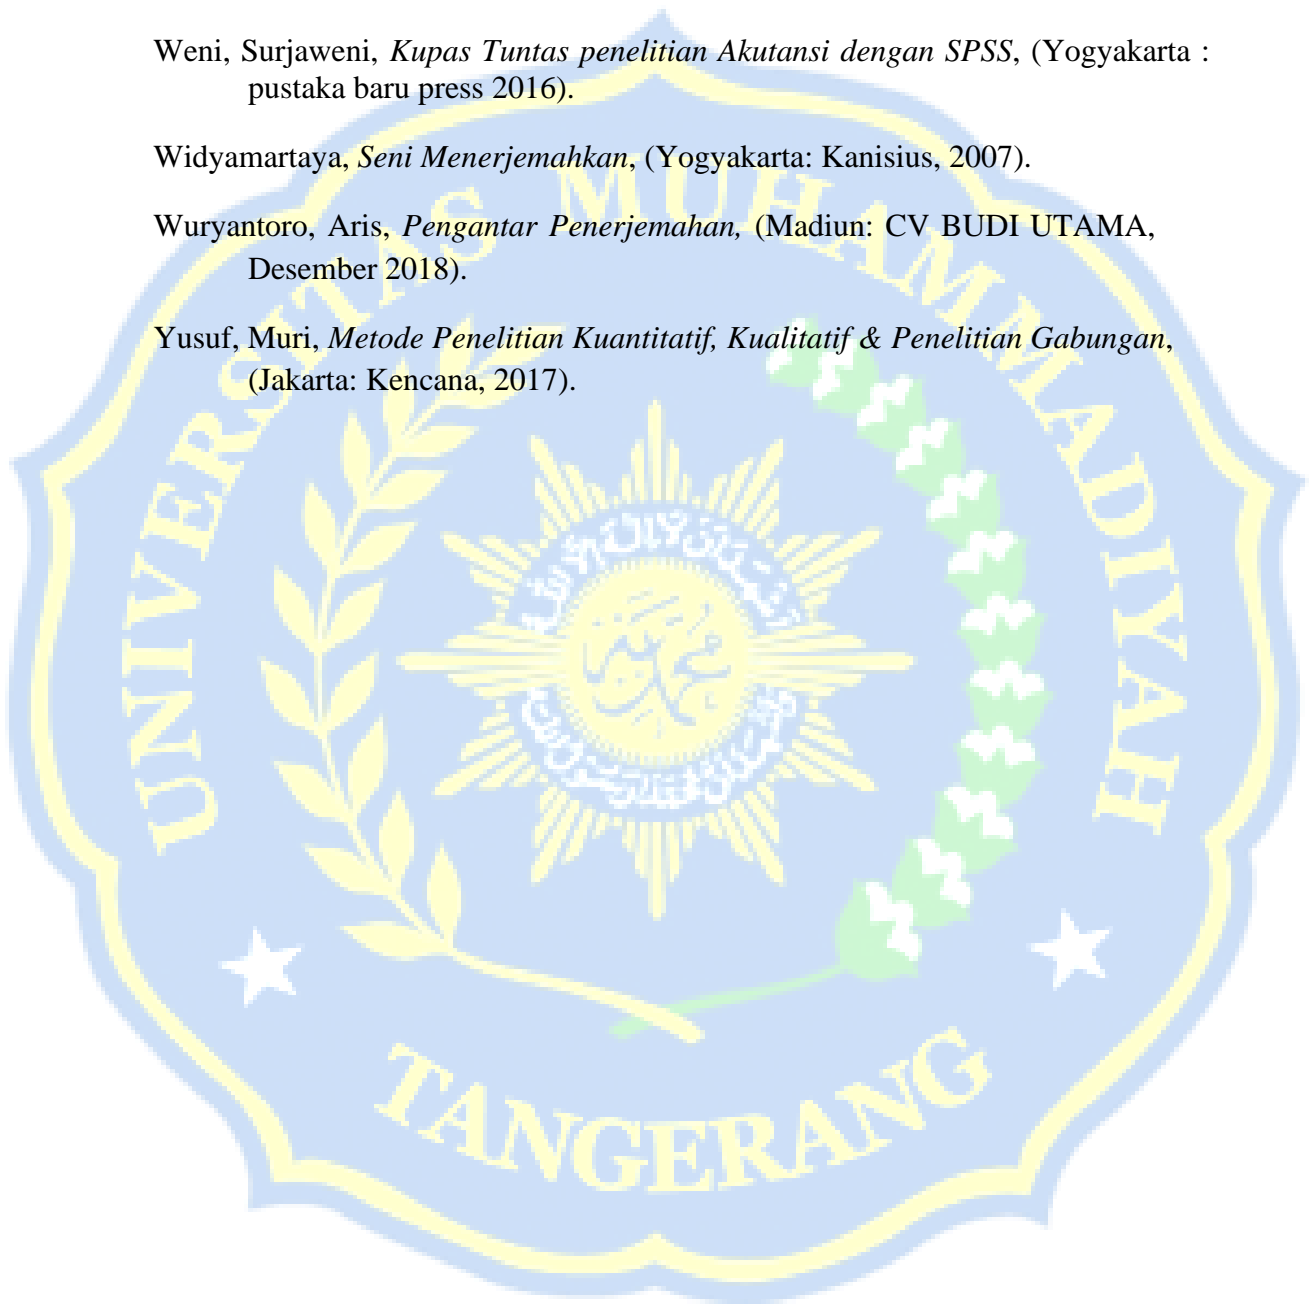 Weni, Surjaweni, Kupas Tuntas penelitian Akutansi dengan SPSS, (Yogyakarta :
pustaka baru press 2016).
Widyamartaya, Seni Menerjemahkan, (Yogyakarta: Kanisius, 2007).
Wuryantoro, Aris, Pengantar Penerjemahan, (Madiun: CV BUDI UTAMA,
Desember 2018).
Yusuf, Muri, Metode Penelitian Kuantitatif, Kualitatif & Penelitian Gabungan,
(Jakarta: Kencana, 2017).
UNIVERSITAS MUHAMMADIYAH
TANGERANG